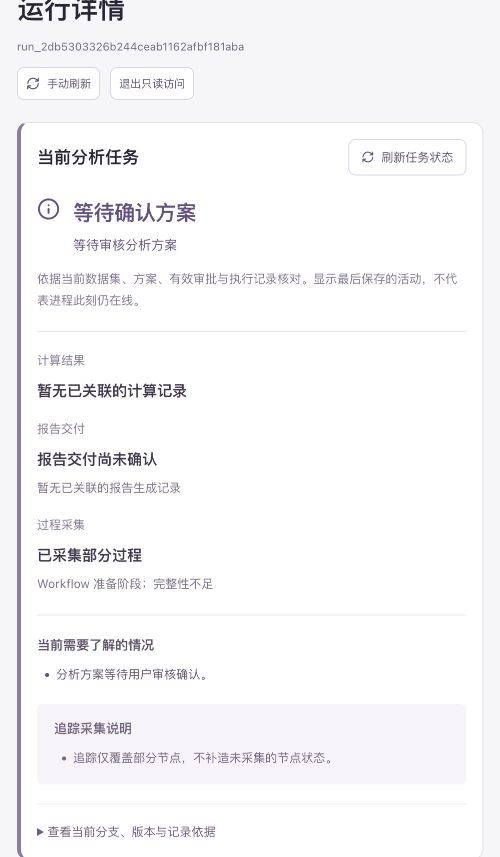 运行详情
run_2db5303326b244ceab1162afbf181aba
手动刷新 退出只读访问
当前分析任务 刷新任务状态
等待确认方案
等待审核分析方案
依据当前数据集、方案、有效审批与执行记录核对。显示最后保存的活动，不代
表进程此刻仍在线。
计算结果
暂无已关联的计算记录
报告交付
报告交付尚未确认
暂无已关联的报告生成记录
过程采集
已采集部分过程
Workflow 准备阶段；完整性不足
当前需要了解的情况
• 分析方案等待用户审核确认。
追踪采集说明
• 追踪仅覆盖部分节点，不补造未采集的节点状态。
▶ 查看当前分支、版本与记录依据